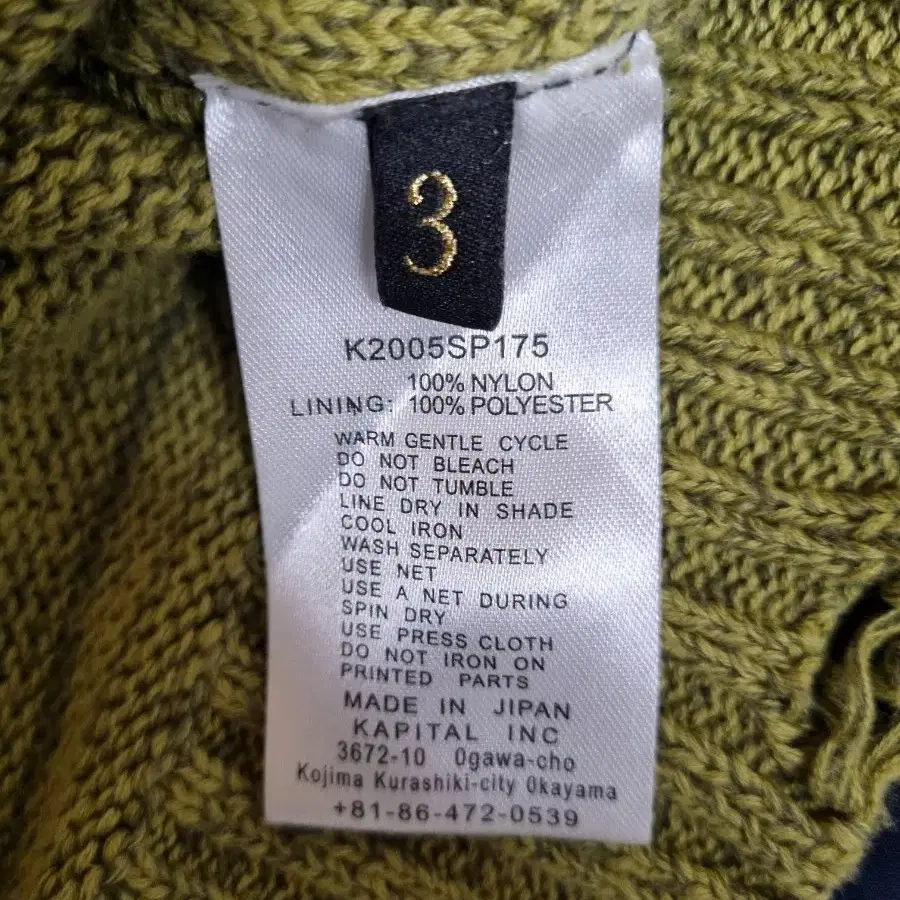 3
K2005SP175
100% NYLON
LINING: 100% POLYESTER
WARM GENTLE CYCLE
DO NOT BLEACH
DO NOT TUMBLE
LINE DRY IN SHADE
COOL IRON
WASH SEPARATELY
USE NET
USE A NET DURING
SPIN DRY
USE PRESS CLOTH
DO NOT IRON ON
PRINTED PARTS
MADE IN JIPAN
KAPITAL INC
3672-10 Ogawa-cho
Kojima Kurashiki-city Okayama
+81-86-472-0539